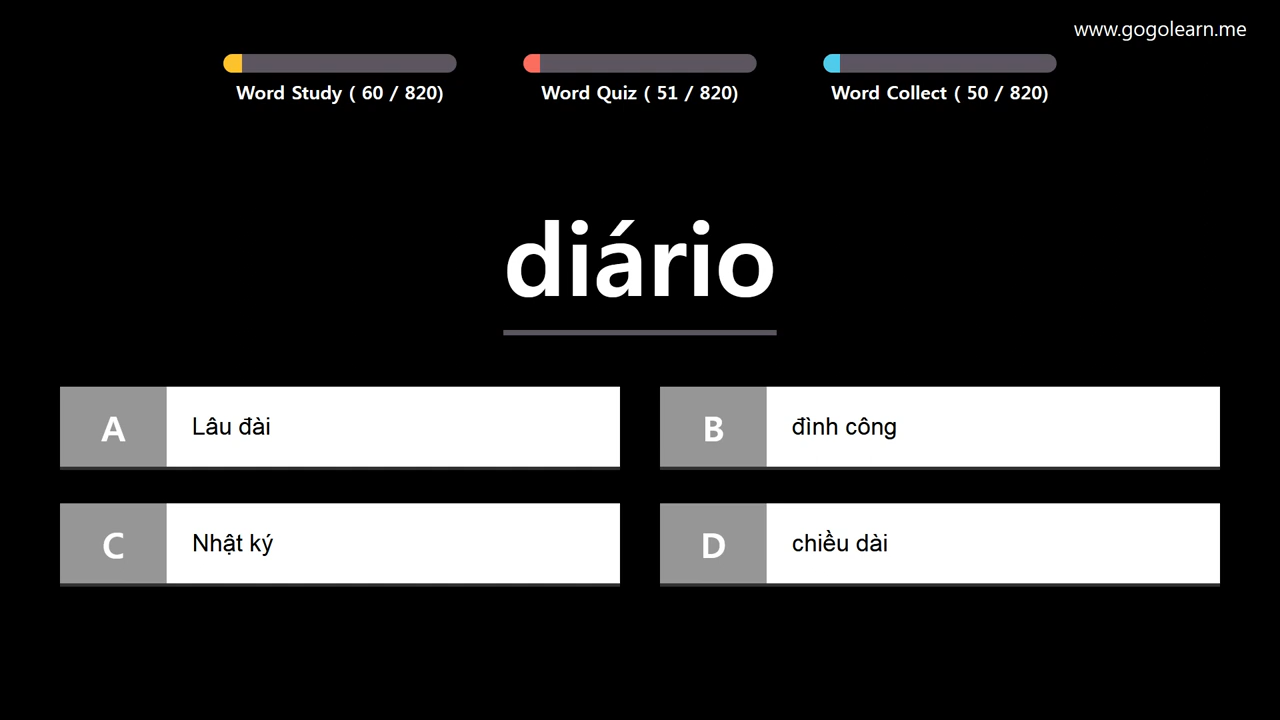 www.gogolearn.me
Word Study ( 60 / 820)
Word Quiz ( 51 / 820)
Word Collect ( 50 / 820)
diário
A Lâu đài
B đình công
C Nhật ký
D chiều dài